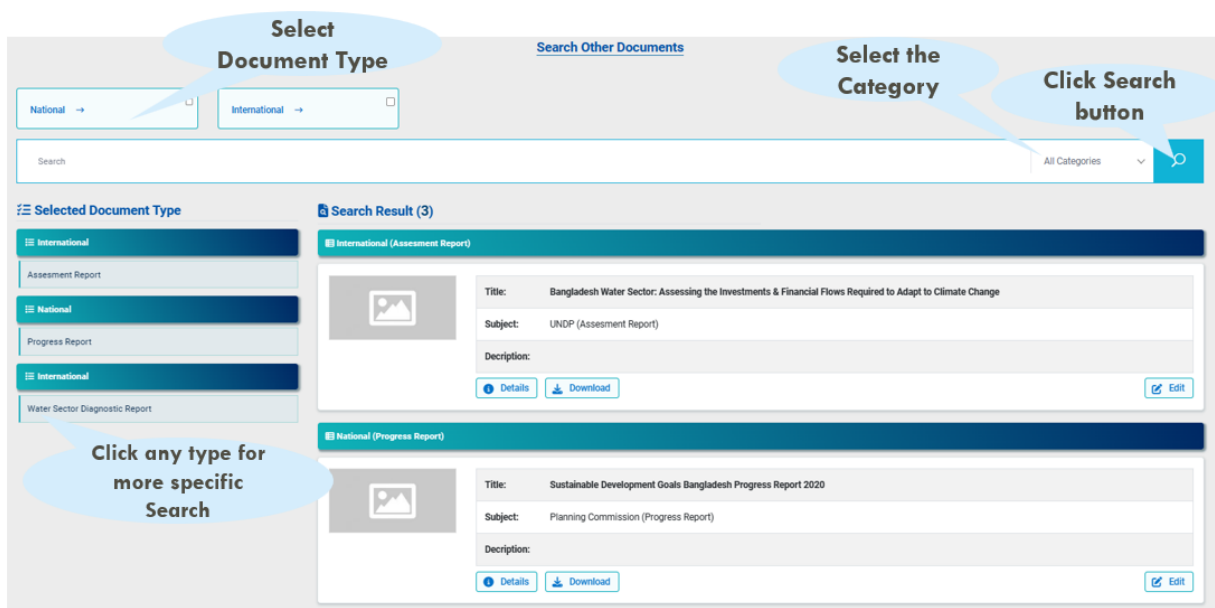 Select
Document Type
Search Other Documents
Select the
Category
Click Search
button
National →
International →
Search
All Categories
Selected Document Type
Search Result (3)
International
Assesment Report
National
Progress Report
International
Water Sector Diagnostic Report
Click any type for
more specific
Search
International (Assesment Report)
Title: Bangladesh Water Sector: Assessing the Investments & Financial Flows Required to Adapt to Climate Change
Subject: UNDP (Assesment Report)
Decription:
Details Download Edit
National (Progress Report)
Title: Sustainable Development Goals Bangladesh Progress Report 2020
Subject: Planning Commission (Progress Report)
Decription:
Details Download Edit